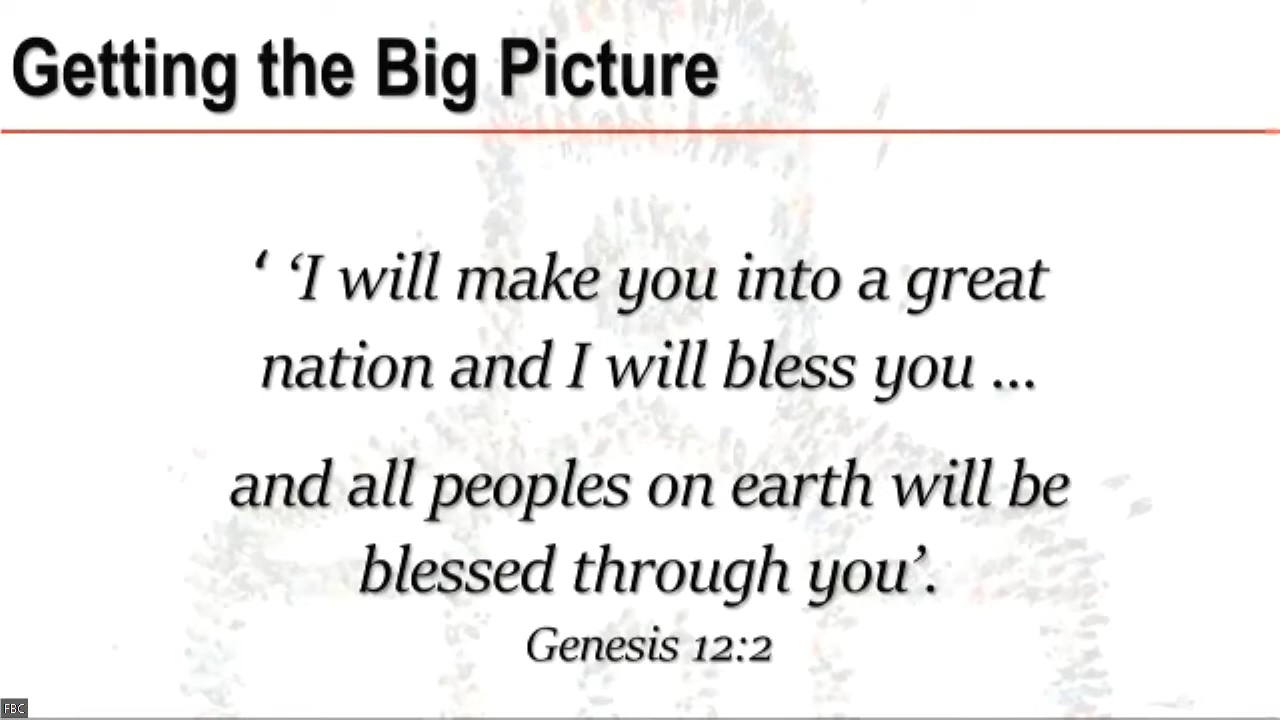 Getting the Big Picture
‘ ‘I will make you into a great
nation and I will bless you ...
and all peoples on earth will be
blessed through you’.
Genesis 12:2
FBC